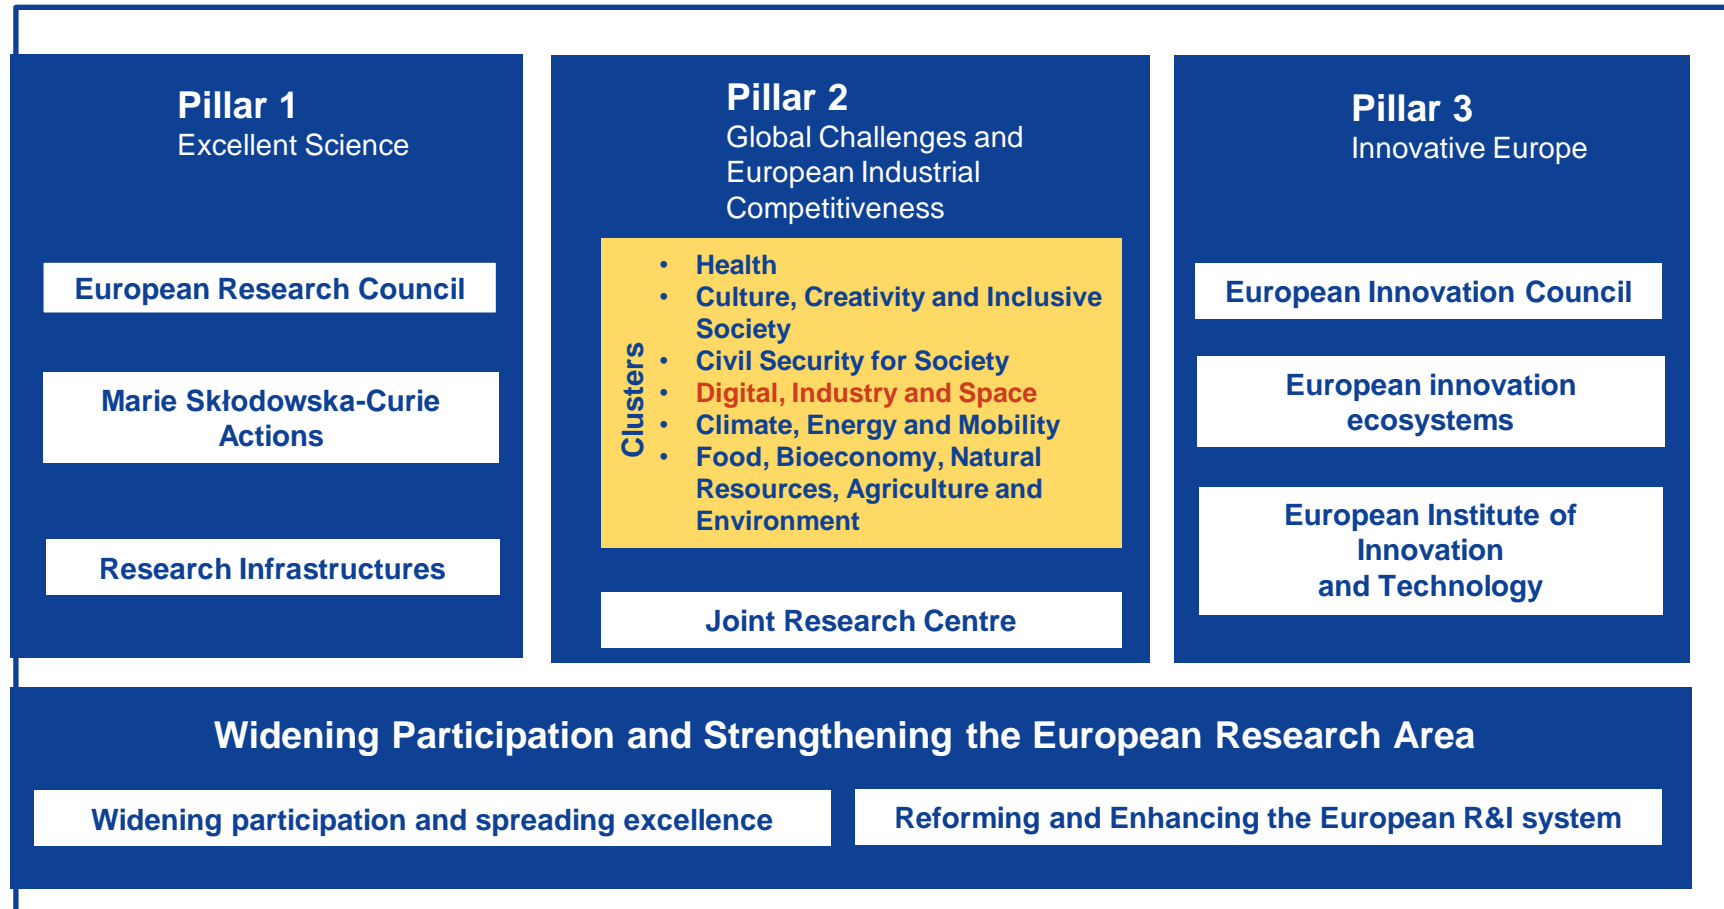 Pillar 1
Excellent Science
European Research Council
Marie Skłodowska-Curie
Actions
Research Infrastructures
Pillar 2
Global Challenges and
European Industrial
Competitiveness
Clusters
• Health
• Culture, Creativity and Inclusive
Society
• Civil Security for Society
• Digital, Industry and Space
• Climate, Energy and Mobility
• Food, Bioeconomy, Natural
Resources, Agriculture and
Environment
Joint Research Centre
Pillar 3
Innovative Europe
European Innovation Council
European innovation
ecosystems
European Institute of
Innovation
and Technology
Widening Participation and Strengthening the European Research Area
Widening participation and spreading excellence
Reforming and Enhancing the European R&I system